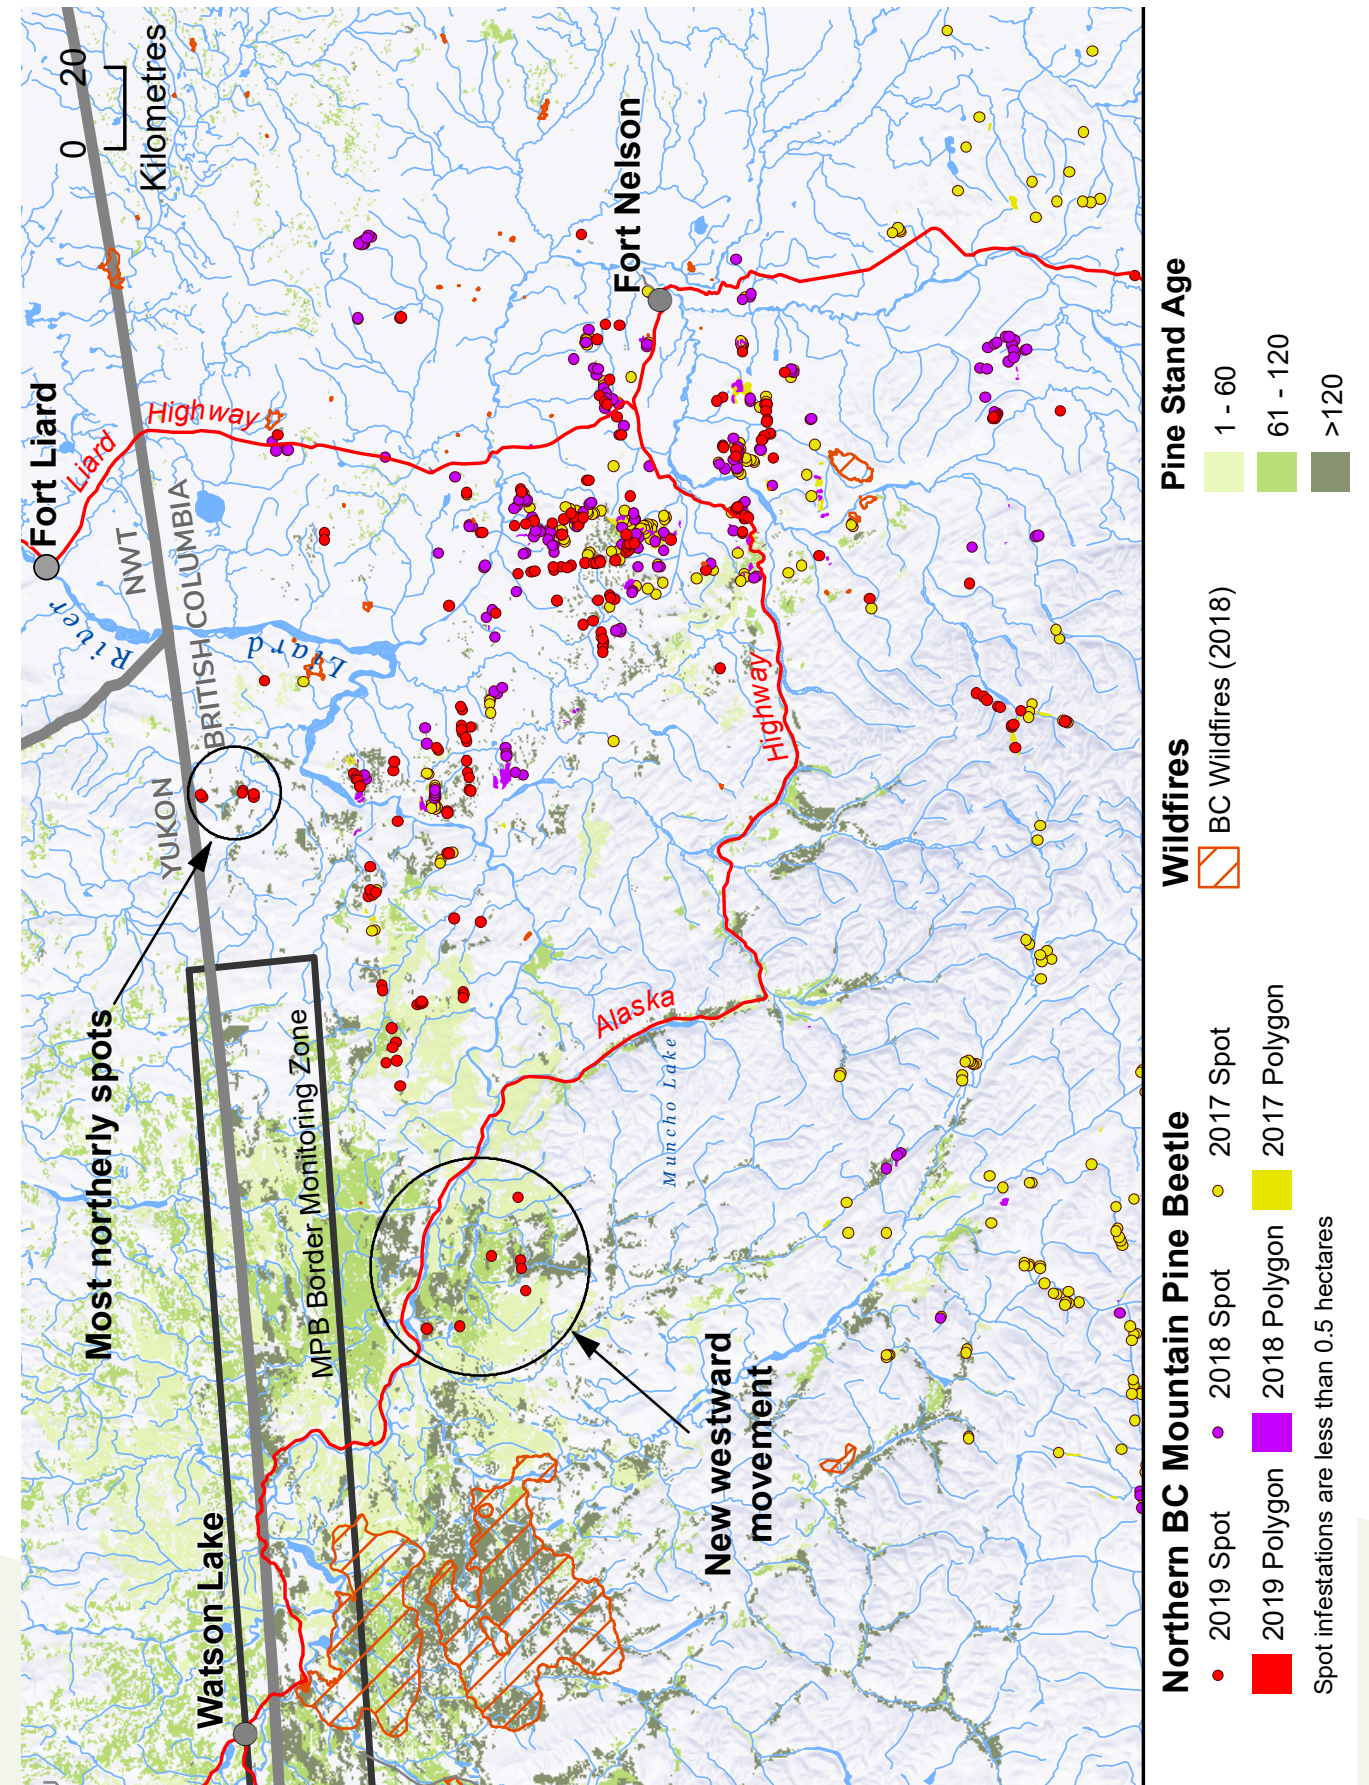 Watson Lake
Most northerly spots
YUKON
BRITISH COLUMBIA
NWT
Fort Liard
River
Liard
Liard
Highway
0 20
Kilometres
MPB Border Monitoring Zone
Fort Nelson
New westward
movement
Muncho Lake
Alaska
Highway
Northern BC Mountain Pine Beetle
2019 Spot
2018 Spot
2017 Spot
2019 Polygon
2018 Polygon
2017 Polygon
Spot infestations are less than 0.5 hectares
Wildfires
BC Wildfires (2018)
Pine Stand Age
1 - 60
61 - 120
>120